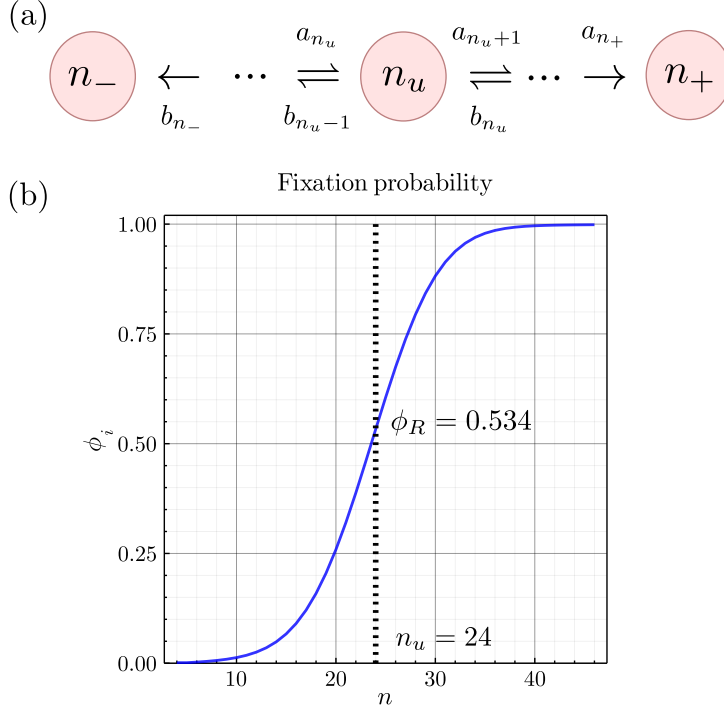 (a)
a_{n_u} a_{n_u+1} a_{n_+}
n_- ← ··· ⇌ n_u ⇌ ··· → n_+
b_{n_-} b_{n_u-1} b_{n_u}
(b)
Fixation probability
1.00
0.75
ϕ_R = 0.534
0.50
ϕ_i
0.25
n_u = 24
0.00
10 20 30 40
n